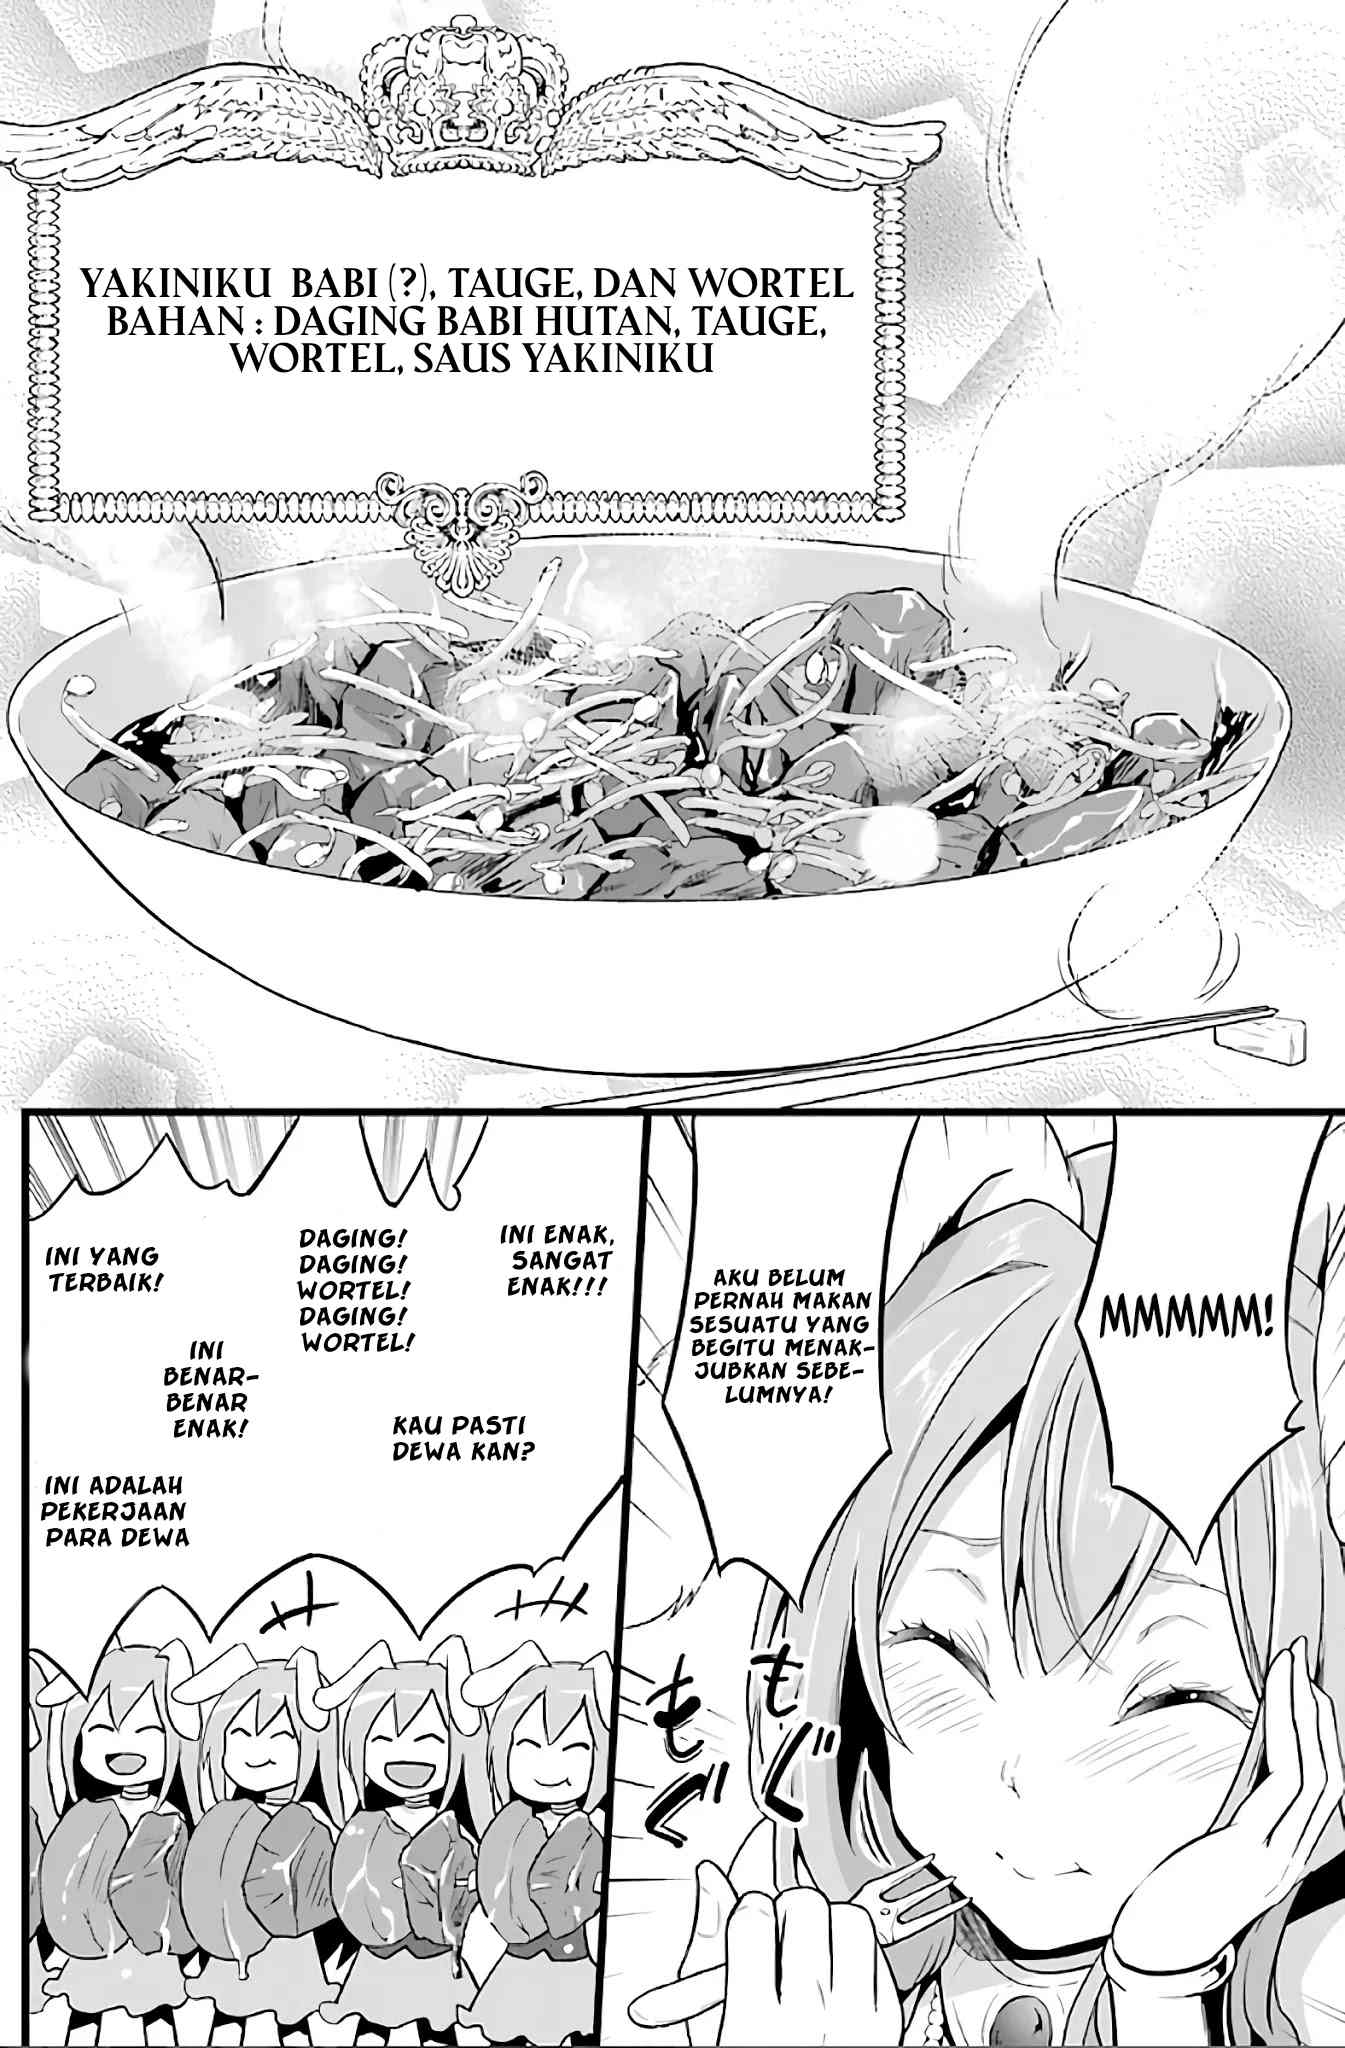 YAKINIKU BABI (?), TAUGE, DAN WORTEL
BAHAN : DAGING BABI HUTAN, TAUGE,
WORTEL, SAUS YAKINIKU
MMMMM!
AKU BELUM
PERNAH MAKAN
SESUATU YANG
BEGITU MENAK-
JUBKAN SEBE-
LUMNYA!
もぐ
もぐ
INI ENAK,
SANGAT
ENAK!!!
DAGING!
DAGING!
WORTEL!
DAGING!
WORTEL!
KAU PASTI
DEWA KAN?
INI YANG
TERBAIK!
INI
BENAR-
BENAR
ENAK!
INI ADALAH
PEKERJAAN
PARA DEWA